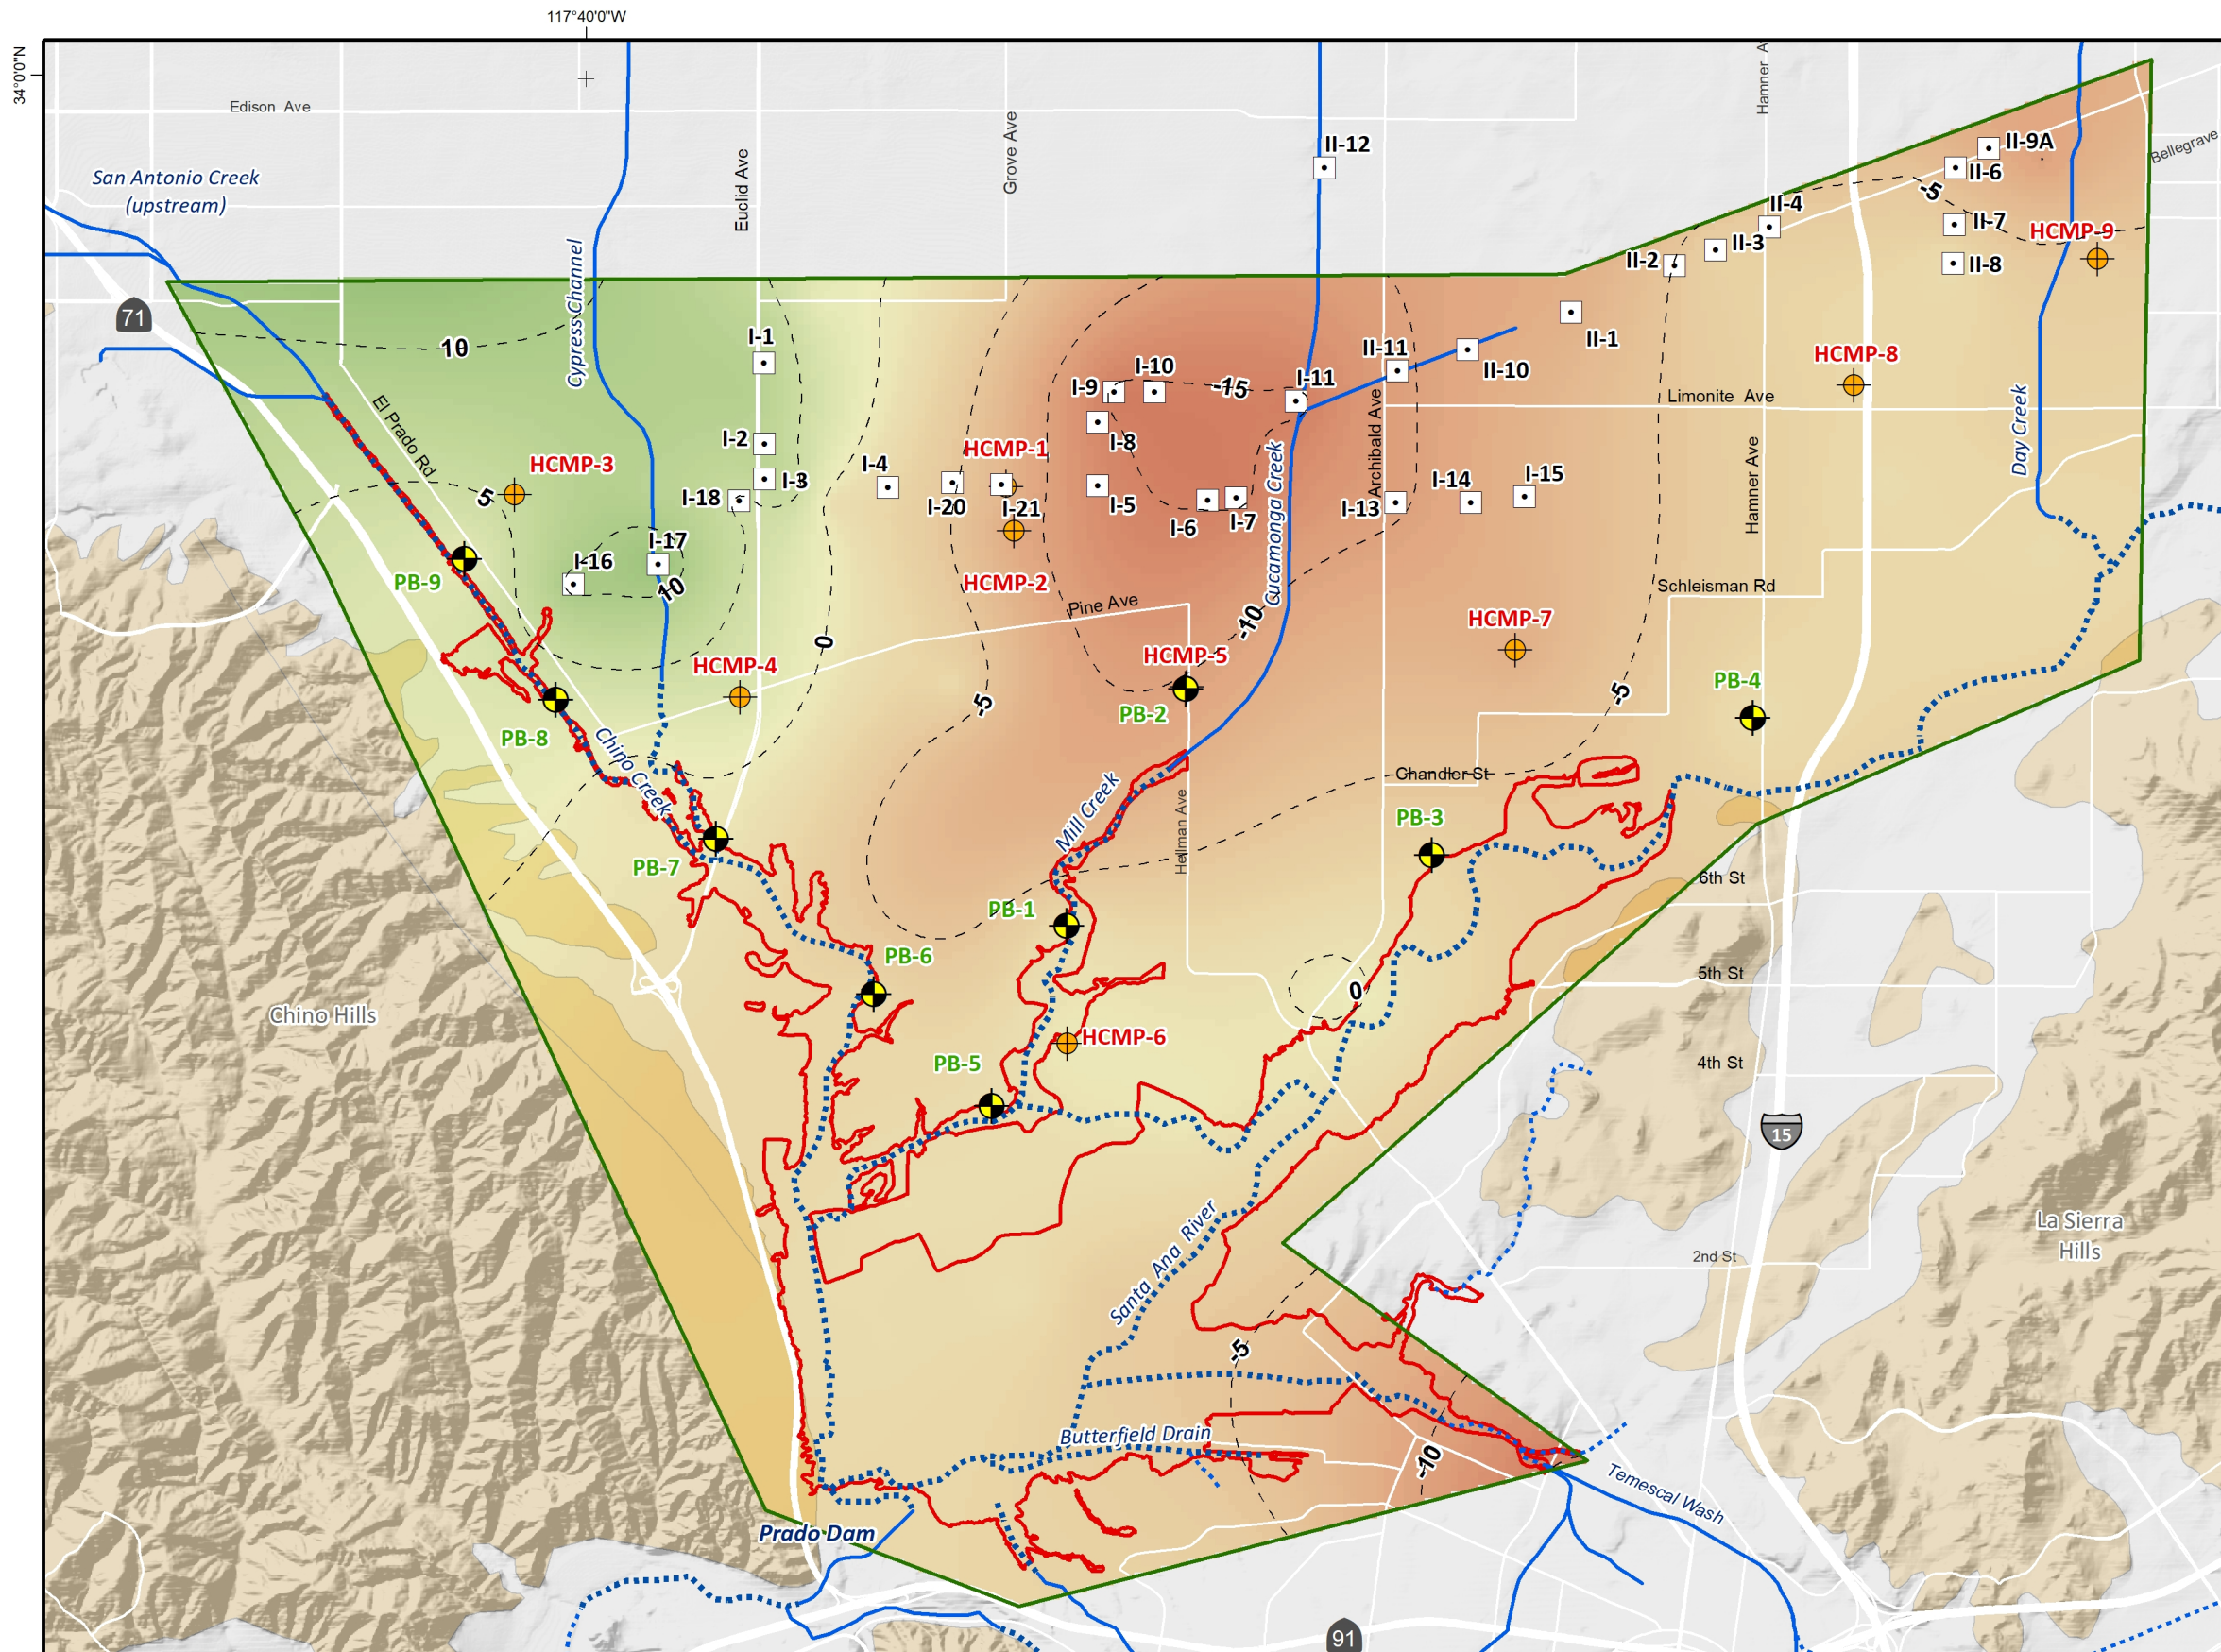 117°40'0"W
34°0'0"N
Edison Ave
Hamner A
Bellegrave
Grove Ave
Euclid Ave
San Antonio Creek
(upstream)
Cypress Channel
71
II-12
II-9A
II-6
-5
II-4
II-7
HCMP-9
II-3
II-2
II-8
10
I-1
II-1
II-11
II-10
HCMP-8
I-9
I-10
-15
I-11
El Prado Rd
Limonite Ave
Archibald Ave
Day Creek
I-2
I-8
HCMP-3
HCMP-1
I-4
I-3
5
I-18
I-20
I-21
I-5
I-6
I-7
Cucamonga Creek
I-13
I-14
I-15
Hamner Ave
I-17
I-16
10
PB-9
HCMP-2
Schleisman Rd
Pine Ave
-10
HCMP-7
0
HCMP-4
HCMP-5
PB-4
-5
-5
PB-2
PB-8
Chino Creek
Chandler St
Mill Creek
Hellman Ave
PB-3
PB-7
6th St
PB-1
PB-6
5th St
0
Chino Hills
HCMP-6
PB-5
4th St
15
La Sierra
Hills
2nd St
Santa Ana River
-5
Butterfield Drain
-10
Temescal Wash
Prado Dam
91